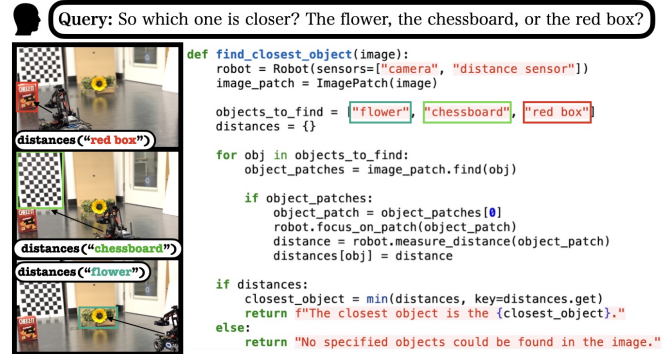 Query: So which one is closer? The flower, the chessboard, or the red box?
distances("red box")
distances("chessboard")
distances("flower")
def find_closest_object(image):
    robot = Robot(sensors=["camera", "distance sensor"])
    image_patch = ImagePatch(image)
    objects_to_find = ["flower", "chessboard", "red box"]
    distances = {}
    for obj in objects_to_find:
        object_patches = image_patch.find(obj)
        if object_patches:
            object_patch = object_patches[0]
            robot.focus_on_patch(object_patch)
            distance = robot.measure_distance(object_patch)
            distances[obj] = distance
    if distances:
        closest_object = min(distances, key=distances.get)
        return f"The closest object is the {closest_object}."
    else:
        return "No specified objects could be found in the image."